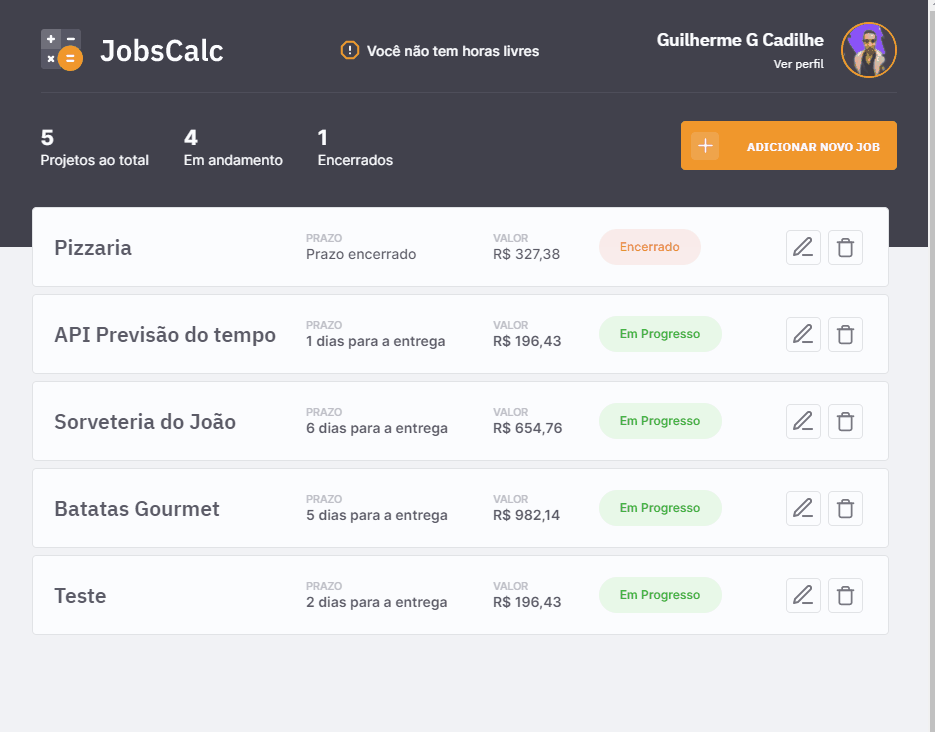 JobsCalc
Você não tem horas livres
Guilherme G Cadilhe
Ver perfil
5
Projetos ao total
4
Em andamento
1
Encerrados
ADICIONAR NOVO JOB
Pizzaria
PRAZO
Prazo encerrado
VALOR
R$ 327,38
Encerrado
API Previsão do tempo
PRAZO
1 dias para a entrega
VALOR
R$ 196,43
Em Progresso
Sorveteria do João
PRAZO
6 dias para a entrega
VALOR
R$ 654,76
Em Progresso
Batatas Gourmet
PRAZO
5 dias para a entrega
VALOR
R$ 982,14
Em Progresso
Teste
PRAZO
2 dias para a entrega
VALOR
R$ 196,43
Em Progresso